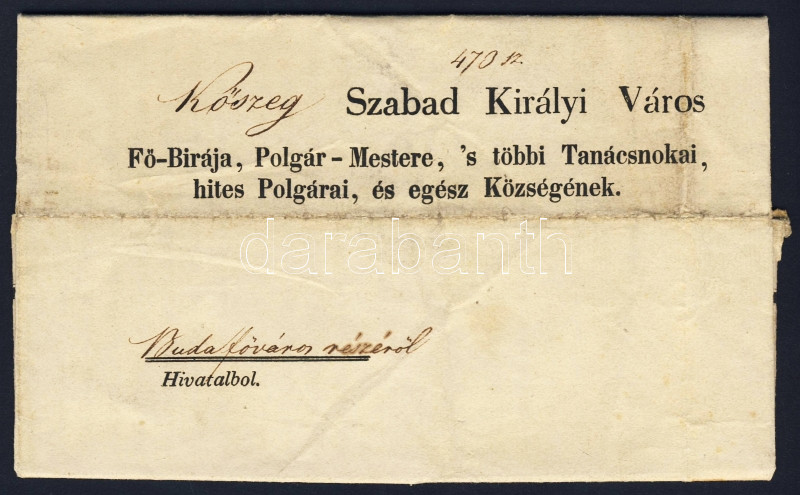 470 sz.
Kőszeg Szabad Királyi Város
Fö-Birája, Polgár-Mestere, 's többi Tanácsnokai,
hites Polgárai, és egész Községének.
darabanth
Buda főváros részéről
Hivatalbol.